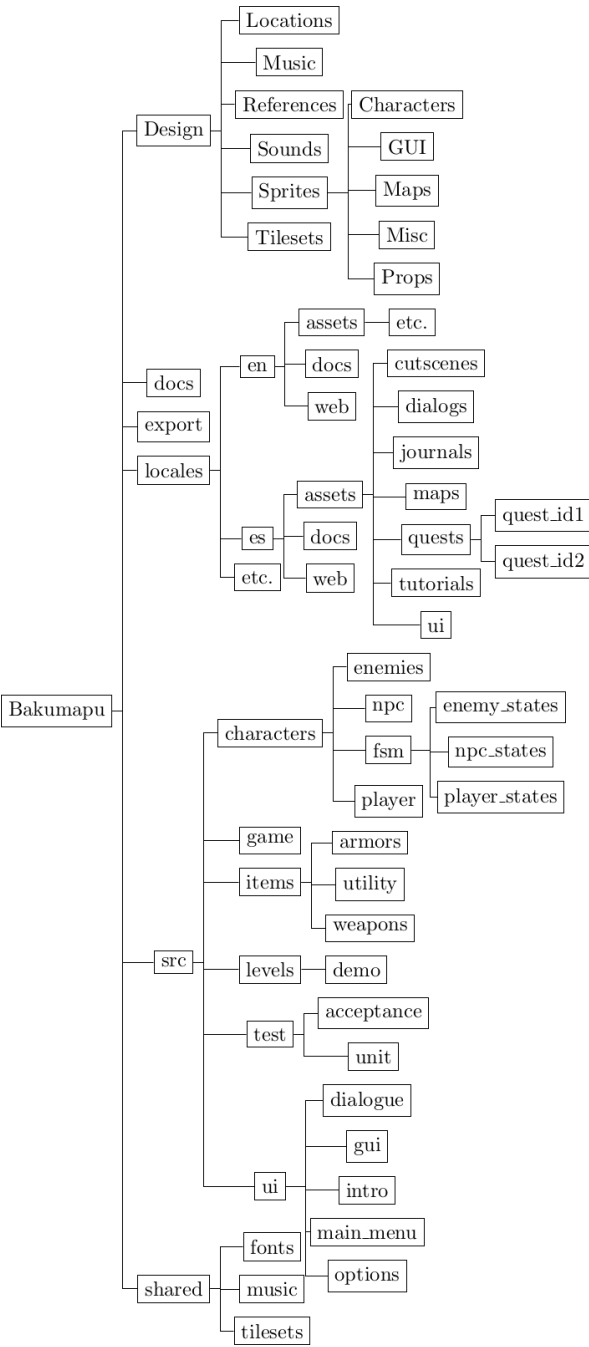 Bakumapu
Design
Locations
Music
References
Sounds
Sprites
Characters
GUI
Maps
Misc
Props
Tilesets
docs
export
locales
en
assets
etc.
docs
web
es
assets
cutscenes
dialogs
journals
maps
quests
quest_id1
quest_id2
tutorials
ui
docs
web
etc.
src
characters
enemies
npc
fsm
enemy_states
npc_states
player_states
player
game
items
armors
utility
weapons
levels
demo
test
acceptance
unit
ui
dialogue
gui
intro
main_menu
options
shared
fonts
music
tilesets